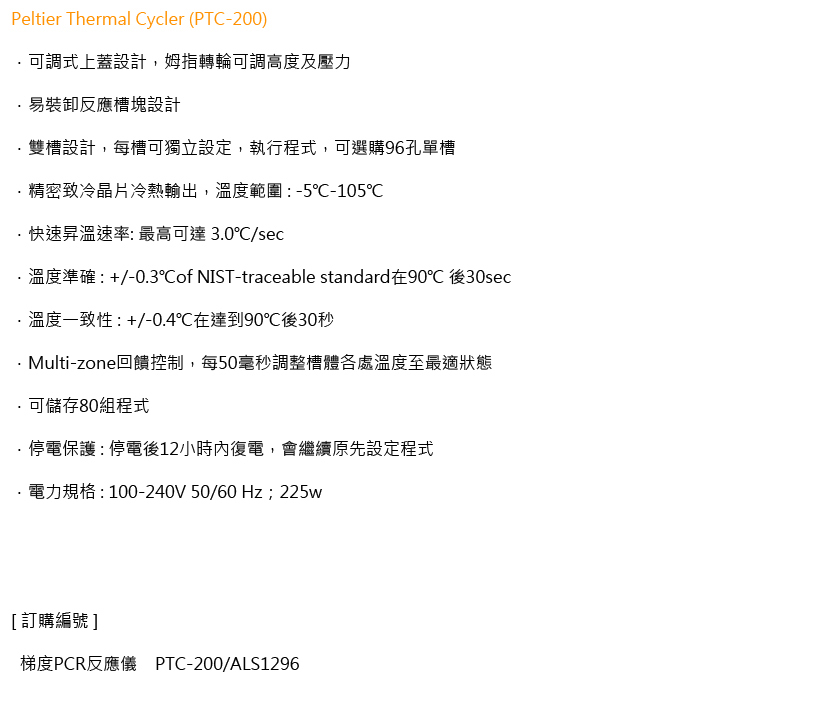 Peltier Thermal Cycler (PTC-200)
· 可調式上蓋設計，姆指轉輪可調高度及壓力
· 易裝卸反應槽塊設計
· 雙槽設計，每槽可獨立設定，執行程式，可選購96孔單槽
· 精密致冷晶片冷熱輸出，溫度範圍 : -5℃-105℃
· 快速昇溫速率: 最高可達 3.0℃/sec
· 溫度準確 : +/-0.3℃of NIST-traceable standard在90℃ 後30sec
· 溫度一致性 : +/-0.4℃在達到90℃後30秒
· Multi-zone回饋控制，每50毫秒調整槽體各處溫度至最適狀態
· 可儲存80組程式
· 停電保護 : 停電後12小時內復電，會繼續原先設定程式
· 電力規格 : 100-240V 50/60 Hz；225w
[ 訂購編號 ]
梯度PCR反應儀 PTC-200/ALS1296